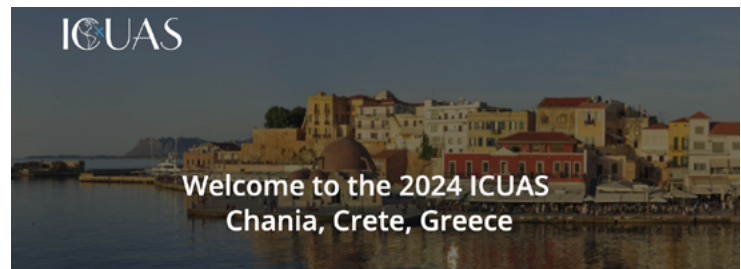 ICUAS
Welcome to the 2024 ICUAS
Chania, Crete, Greece